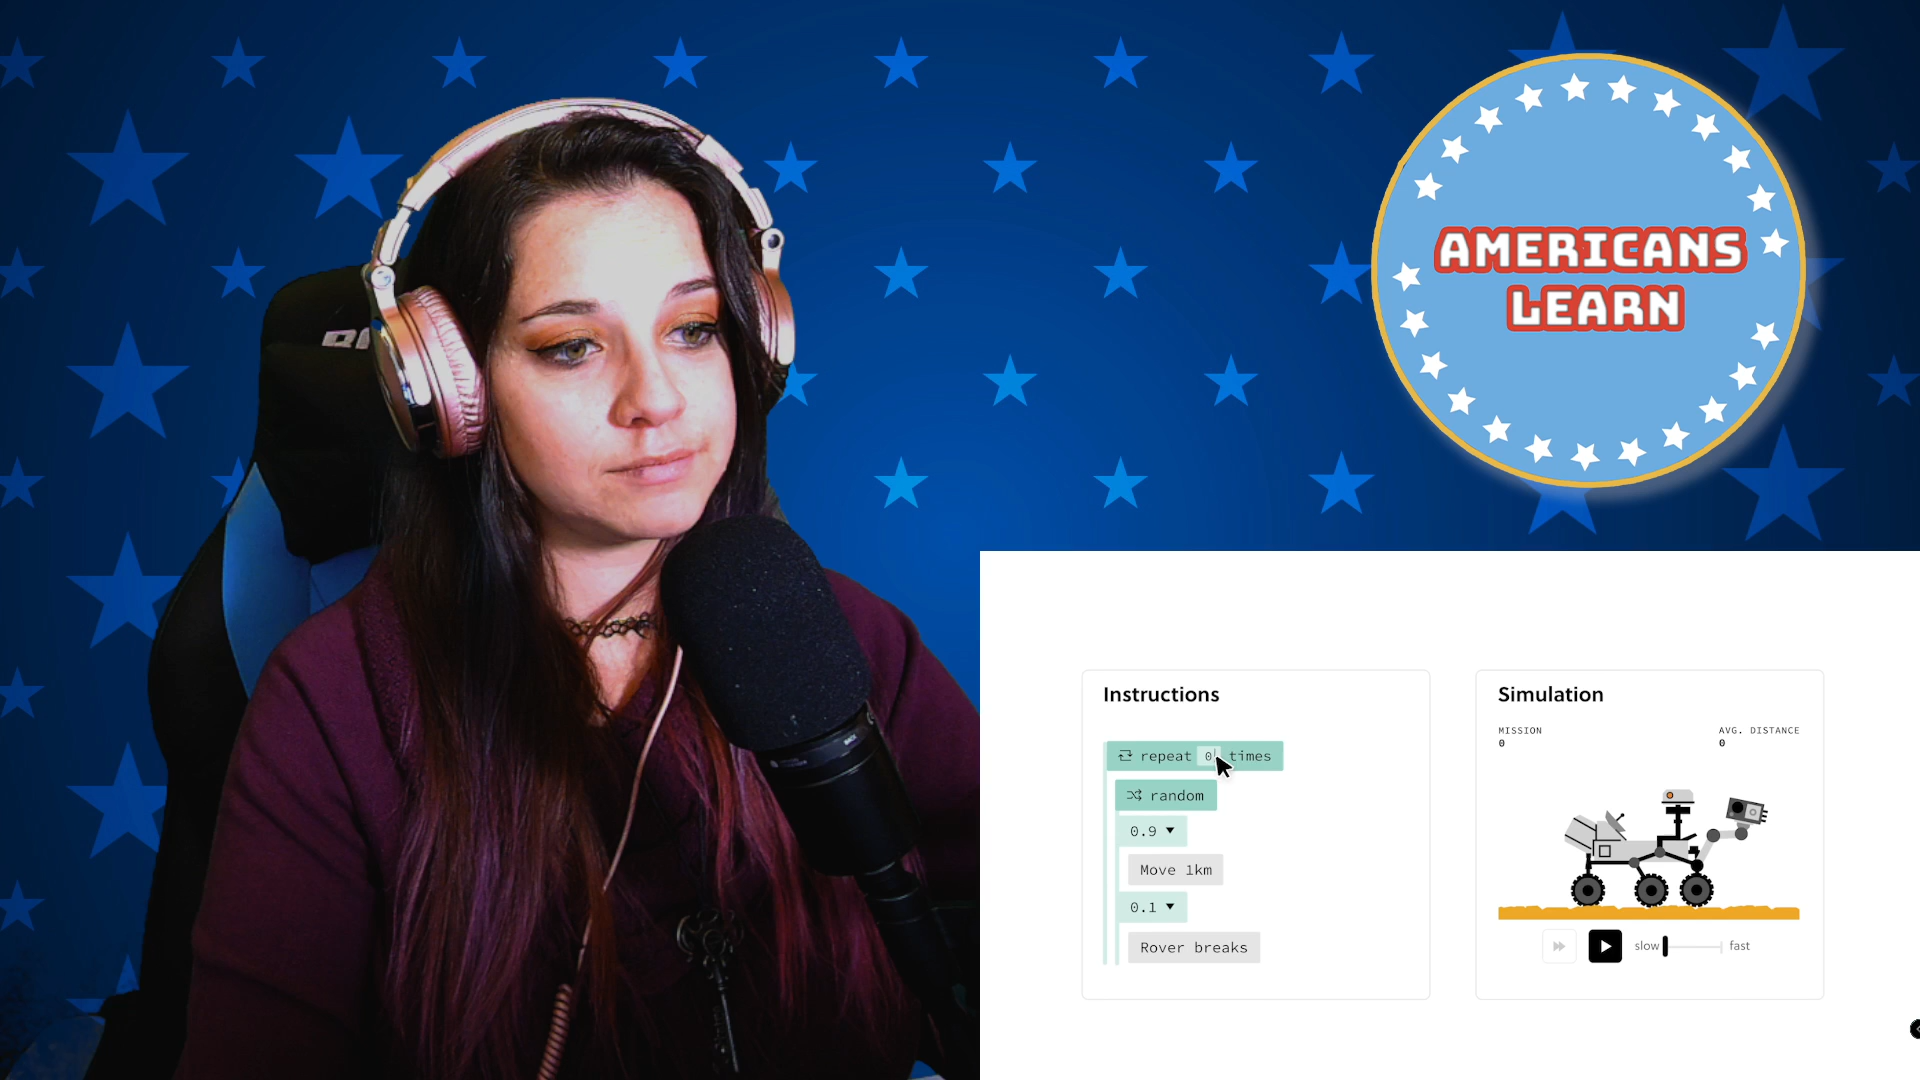 AMERICANS
LEARN
Instructions
repeat 0 times
random
0.9
Move 1km
0.1
Rover breaks
Simulation
MISSION
0
AVG. DISTANCE
0
slow
fast